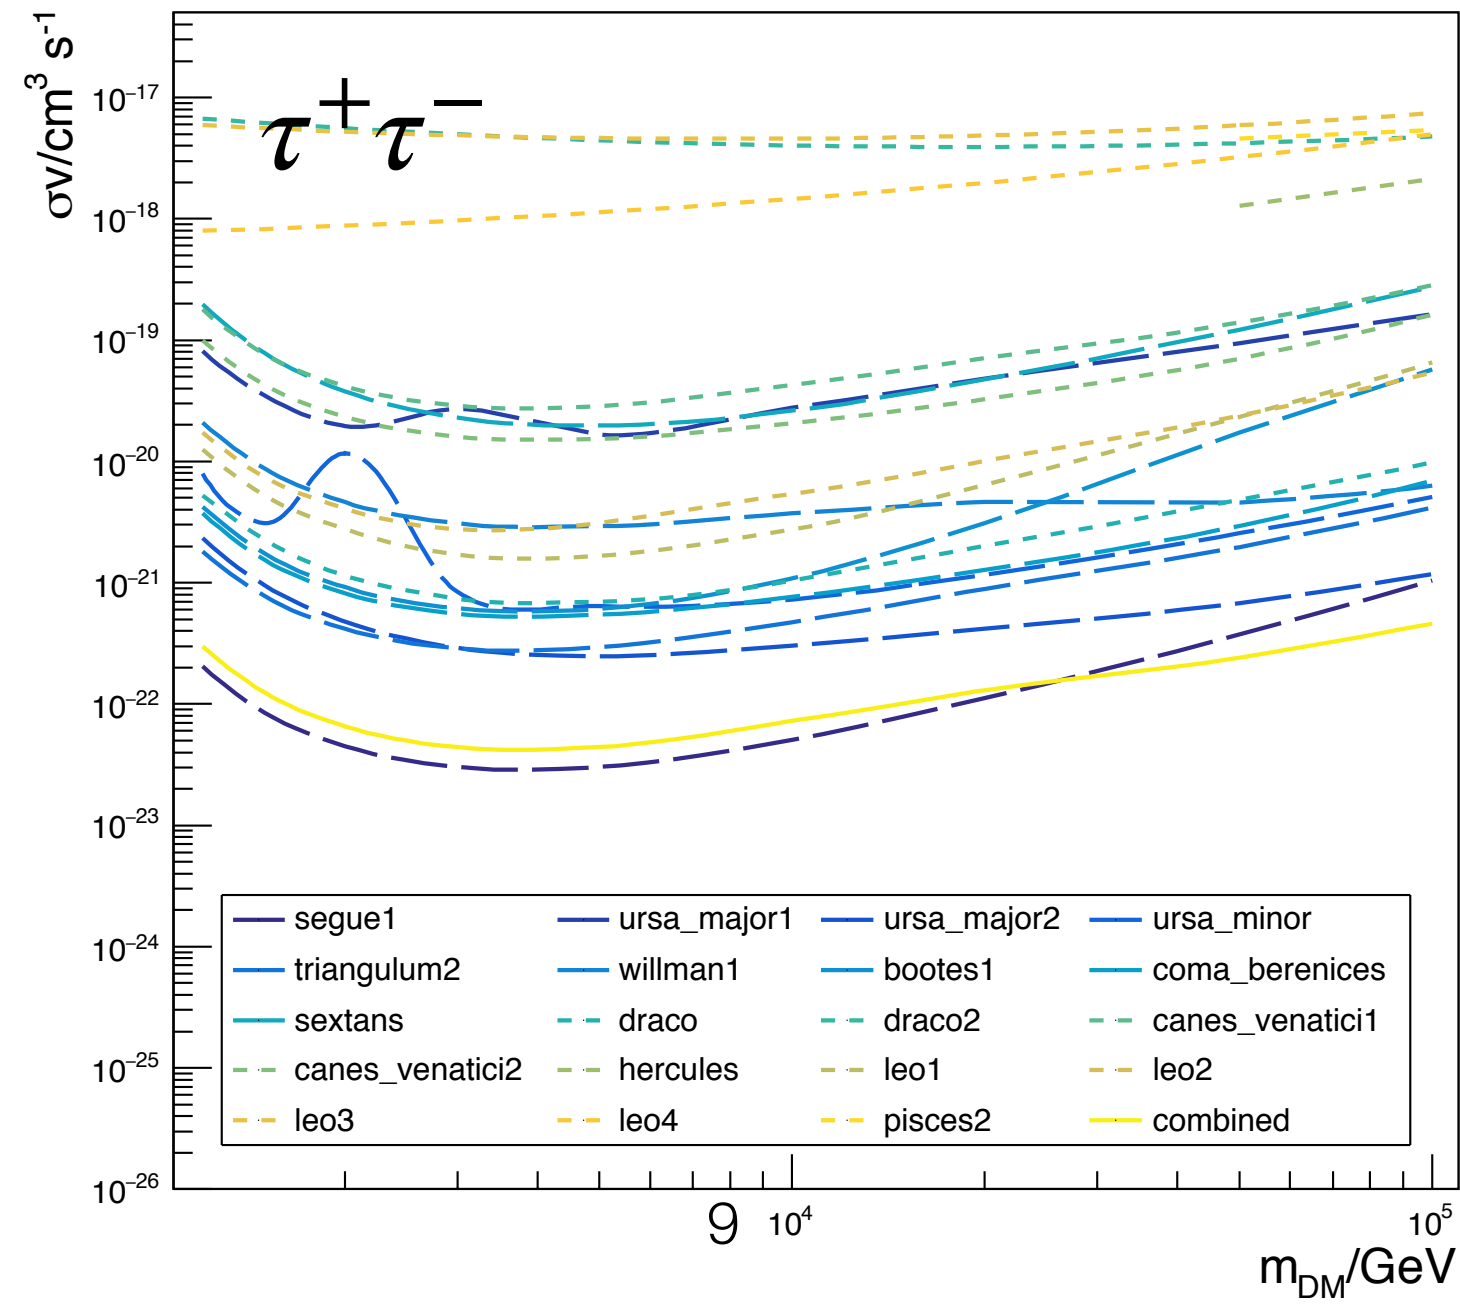 σv/cm³ s⁻¹
τ⁺τ⁻
10⁻¹⁷
10⁻¹⁸
10⁻¹⁹
10⁻²⁰
10⁻²¹
10⁻²²
10⁻²³
10⁻²⁴
10⁻²⁵
10⁻²⁶
segue1 ursa_major1 ursa_major2 ursa_minor
triangulum2 willman1 bootes1 coma_berenices
sextans draco draco2 canes_venatici1
canes_venatici2 hercules leo1 leo2
leo3 leo4 pisces2 combined
9 10⁴ 10⁵
m_DM/GeV